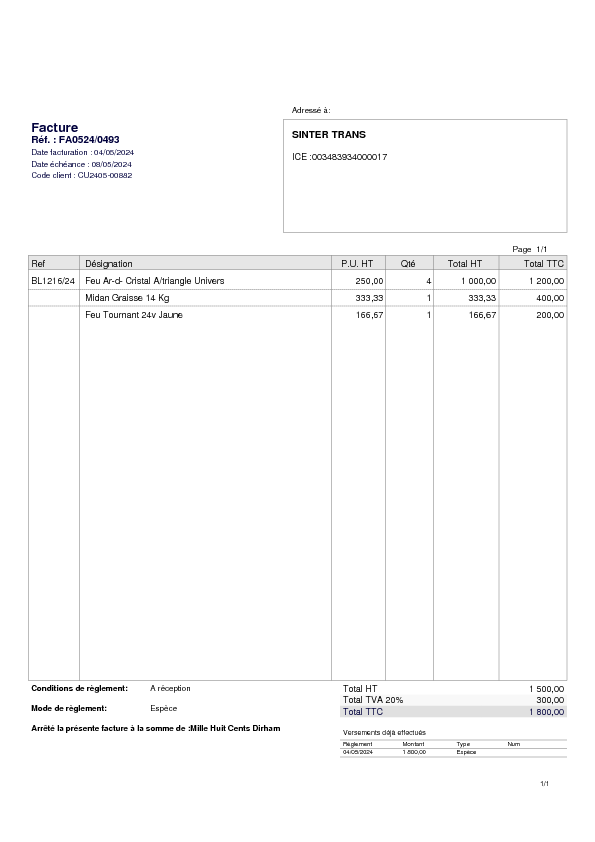 Adressé à:
Facture
Réf. : FA0524/0493
Date facturation : 04/05/2024
Date échéance : 08/05/2024
Code client : CU2405-00882
SINTER TRANS
ICE :003483934000017
Page 1/1
Ref Désignation P.U. HT Qté Total HT Total TTC
BL1216/24 Feu Ar-d- Cristal A/triangle Univers 250,00 4 1 000,00 1 200,00
Midan Graisse 14 Kg 333,33 1 333,33 400,00
Feu Tournant 24v Jaune 166,67 1 166,67 200,00
Conditions de règlement: A réception
Total HT 1 500,00
Total TVA 20% 300,00
Mode de règlement: Espèce
Total TTC 1 800,00
Arrêté la présente facture à la somme de :Mille Huit Cents Dirham
Versements déjà effectués
Règlement Montant Type Num
04/05/2024 1 800,00 Espèce
1/1